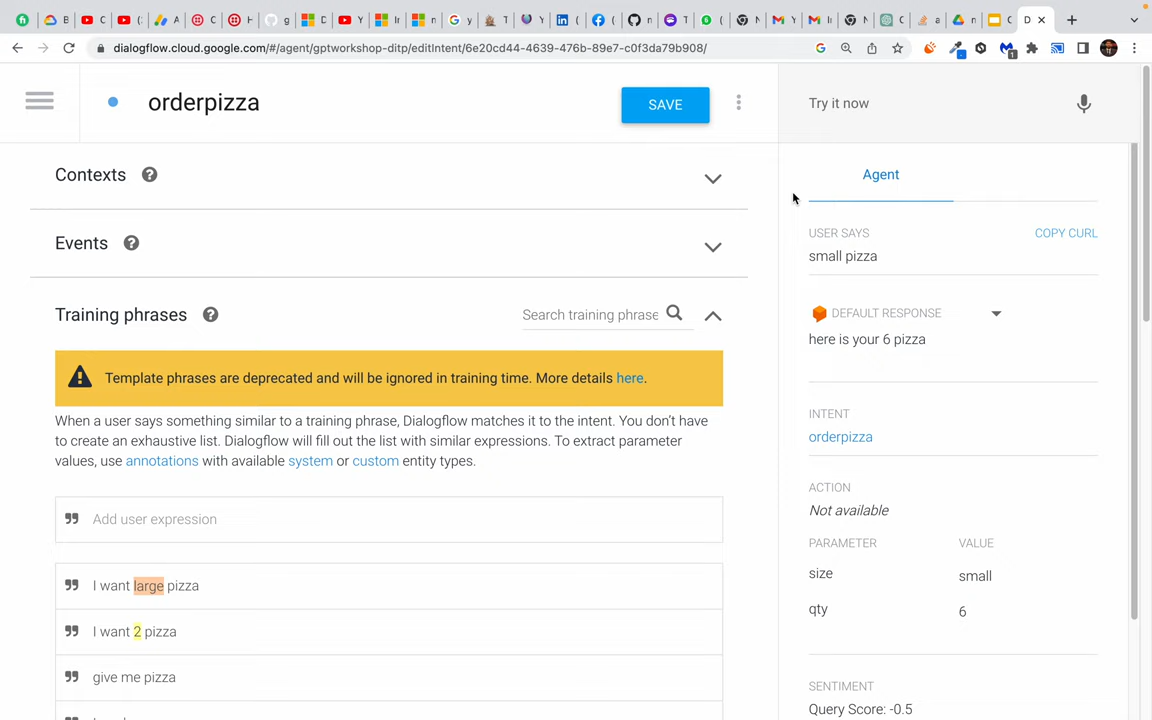 dialogflow.cloud.google.com/#/agent/gptworkshop-ditp/editIntent/6e20cd44-4639-476b-89e7-c0f3da79b908/
orderpizza
SAVE
Try it now
Contexts
Agent
USER SAYS
COPY CURL
small pizza
Events
Training phrases
Search training phrase
DEFAULT RESPONSE
here is your 6 pizza
Template phrases are deprecated and will be ignored in training time. More details here.
When a user says something similar to a training phrase, Dialogflow matches it to the intent. You don't have
to create an exhaustive list. Dialogflow will fill out the list with similar expressions. To extract parameter
values, use annotations with available system or custom entity types.
INTENT
orderpizza
ACTION
Not available
Add user expression
PARAMETER
VALUE
size
small
I want large pizza
qty
6
I want 2 pizza
give me pizza
SENTIMENT
Query Score: -0.5